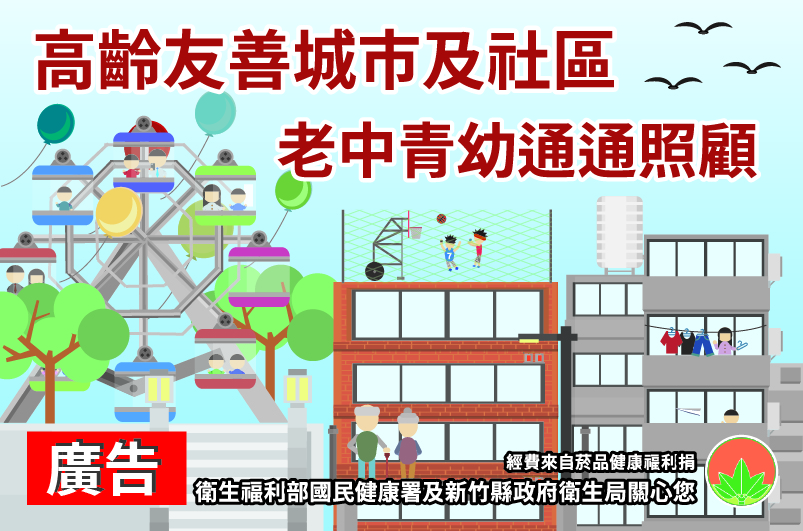 高齡友善城市及社區
老中青幼通通照顧
7
廣告
經費來自菸品健康福利捐
衛生福利部國民健康署及新竹縣政府衛生局關心您